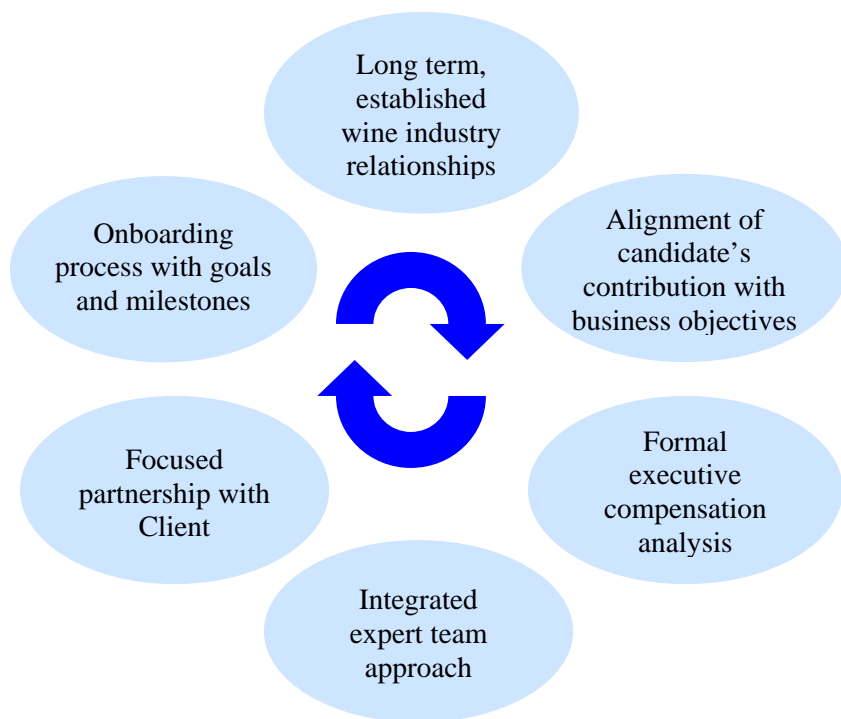 Long term,
established
wine industry
relationships
Alignment of
candidate’s
contribution with
business objectives
Formal
executive
compensation
analysis
Integrated
expert team
approach
Focused
partnership with
Client
Onboarding
process with goals
and milestones